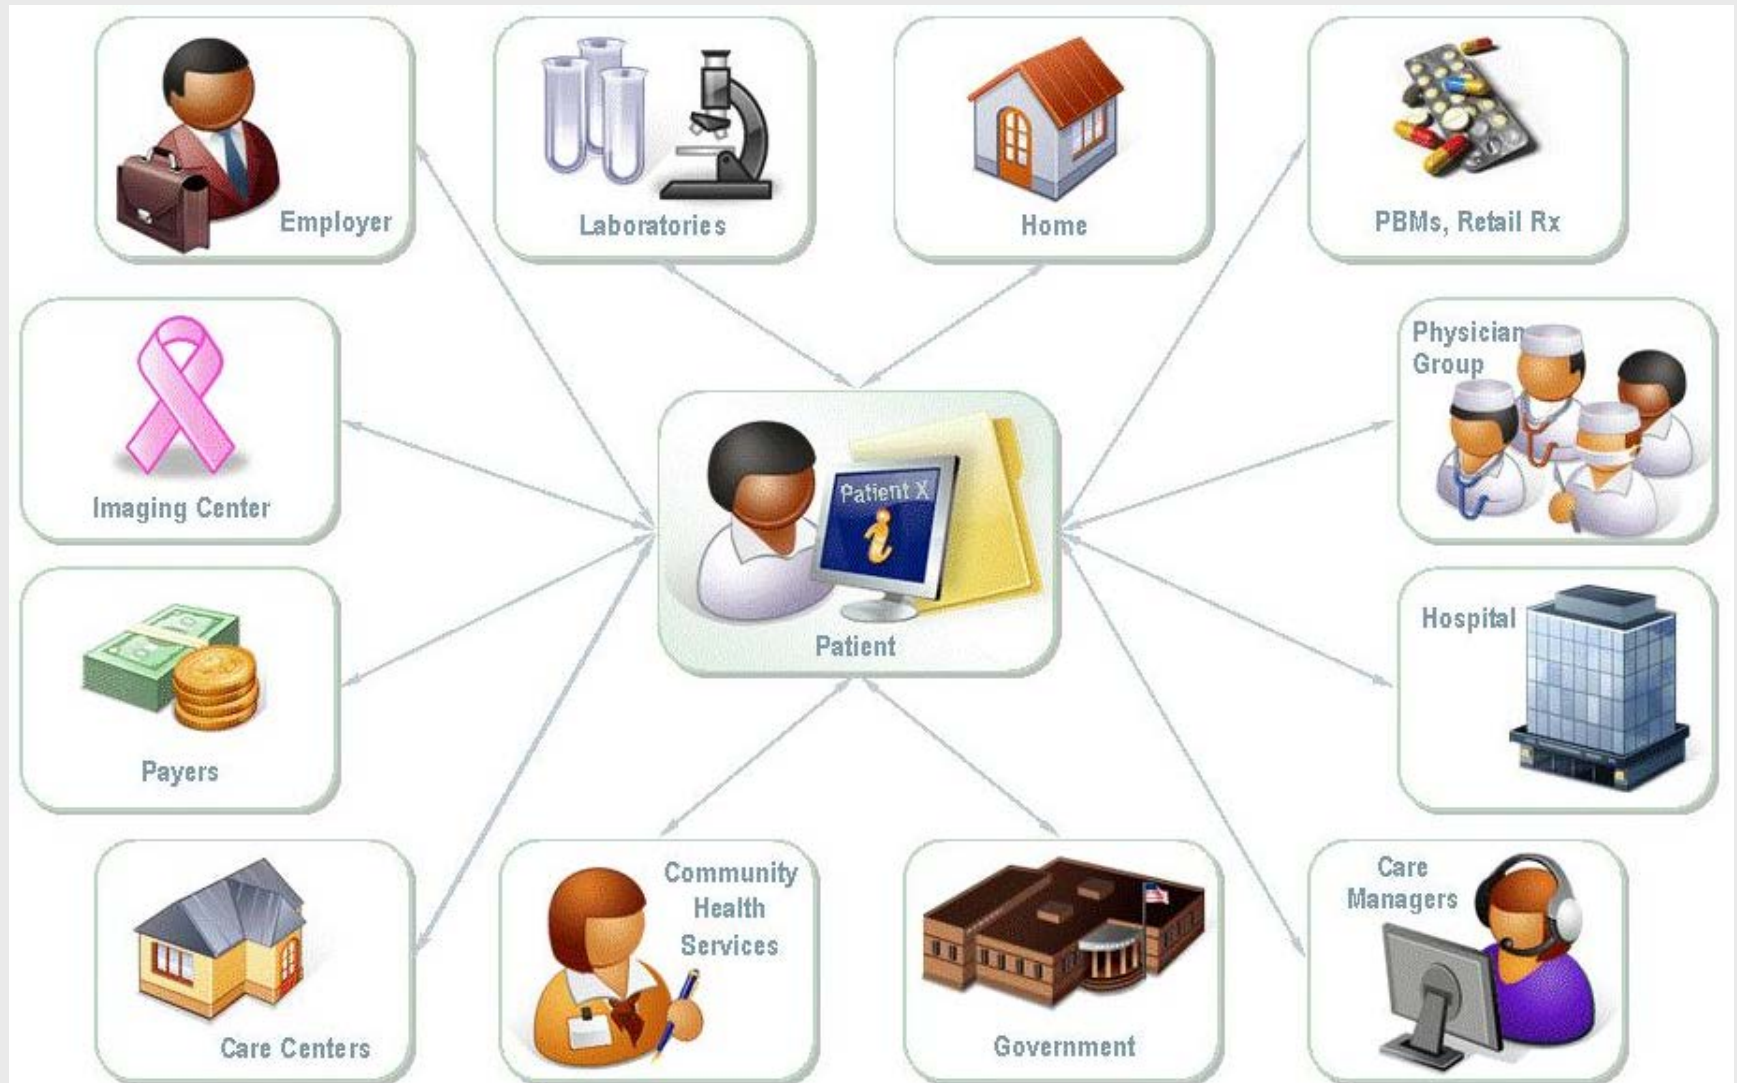 Employer
Laboratories
Home
PBMs, Retail Rx
Imaging Center
Physician
Group
Patient X
Patient
Payers
Hospital
Care Centers
Community
Health
Services
Government
Care
Managers